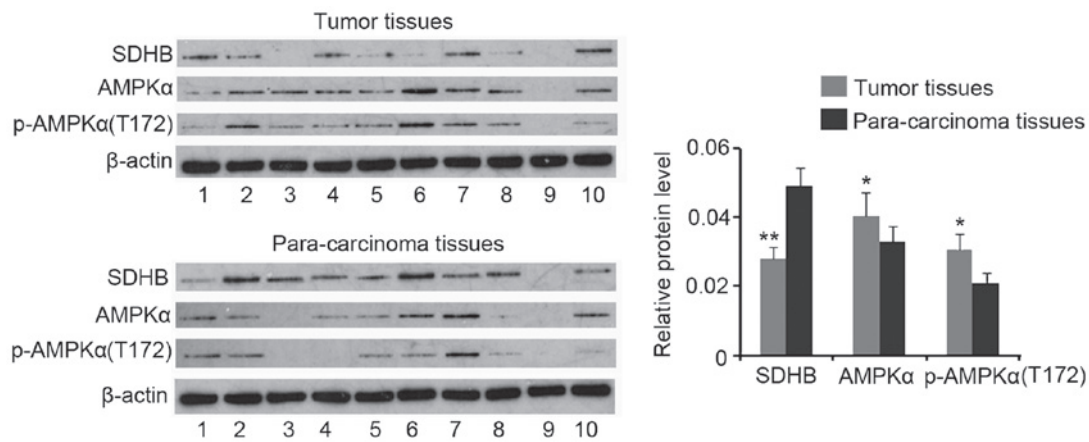 Tumor tissues
SDHB
AMPKα
p-AMPKα(T172)
β-actin
1 2 3 4 5 6 7 8 9 10
Para-carcinoma tissues
SDHB
AMPKα
p-AMPKα(T172)
β-actin
1 2 3 4 5 6 7 8 9 10
Tumor tissues
Para-carcinoma tissues
Relative protein level
0.06
0.04
0.02
0
**
*
*
SDHB AMPKα p-AMPKα(T172)